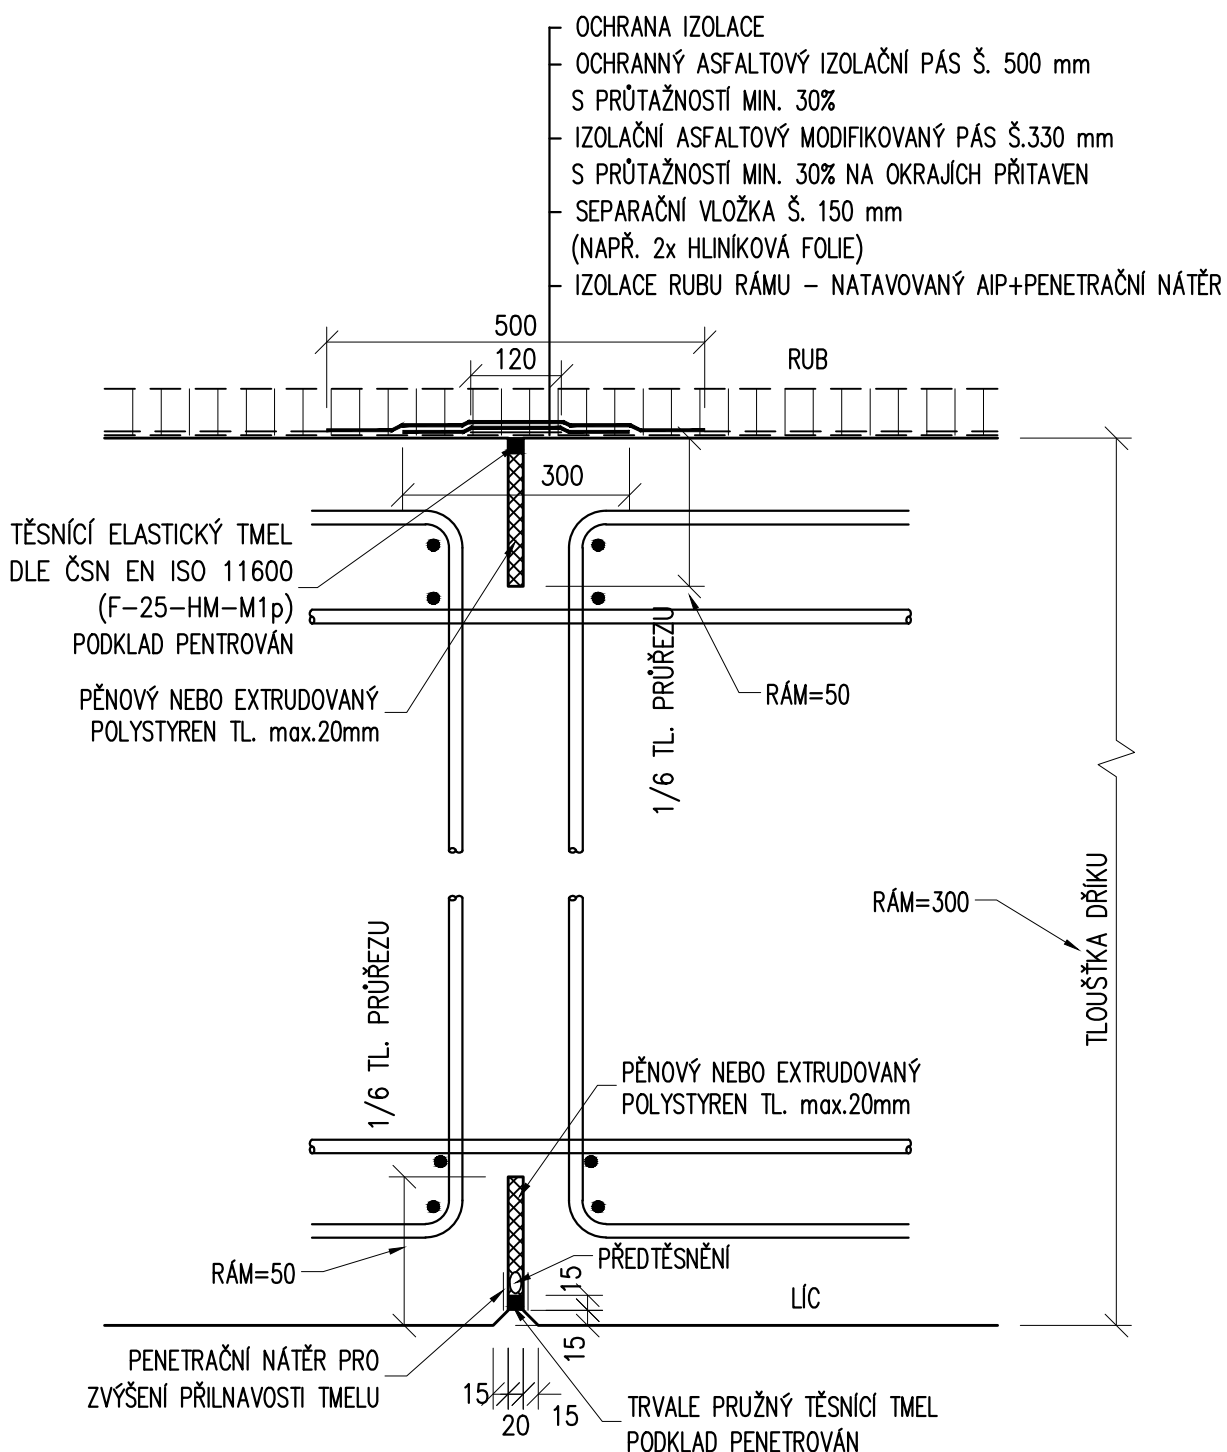 OCHRANA IZOLACE
OCHRANNÝ ASFALTOVÝ IZOLAČNÍ PÁS Š. 500 mm
S PRŮTAŽNOSTÍ MIN. 30%
IZOLAČNÍ ASFALTOVÝ MODIFIKOVANÝ PÁS Š.330 mm
S PRŮTAŽNOSTÍ MIN. 30% NA OKRAJÍCH PŘITAVEN
SEPARAČNÍ VLOŽKA Š. 150 mm
(NAPŘ. 2x HLINÍKOVÁ FOLIE)
IZOLACE RUBU RÁMU – NATAVOVANÝ AIP+PENETRAČNÍ NÁTĚR
500
120
RUB
300
TĚSNÍCÍ ELASTICKÝ TMEL
DLE ČSN EN ISO 11600
(F-25-HM-M1p)
PODKLAD PENTROVÁN
PĚNOVÝ NEBO EXTRUDOVANÝ
POLYSTYREN TL. max.20mm
1/6 TL. PRŮŘEZU
RÁM=50
RÁM=300
TLOUŠŤKA DŘÍKU
1/6 TL. PRŮŘEZU
PĚNOVÝ NEBO EXTRUDOVANÝ
POLYSTYREN TL. max.20mm
RÁM=50
PŘEDTĚSNĚNÍ
15
LÍC
15
PENETRAČNÍ NÁTĚR PRO
ZVÝŠENÍ PŘILNAVOSTI TMELU
15
20
15
TRVALE PRUŽNÝ TĚSNÍCÍ TMEL
PODKLAD PENETROVÁN